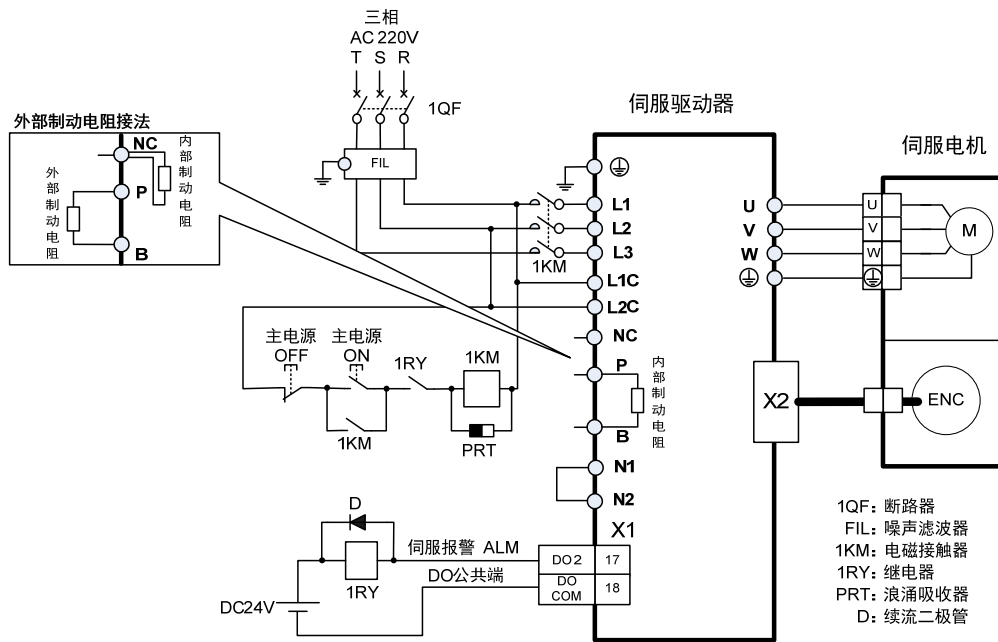 三相
AC 220V
T S R
1QF
FIL
外部制动电阻接法
NC
P
B
外部制动电阻
内部制动电阻
伺服驱动器
L1
L2
L3
1KM
L1C
L2C
NC
P
B
内部制动电阻
N1
N2
X1
主电源
OFF
主电源
ON
1RY
1KM
1KM
PRT
D
1RY
DC24V
伺服报警 ALM
DO公共端
DO 2 17
DO
COM
18
U
V
W
X2
伺服电机
U
V
W
M
ENC
1QF: 断路器
FIL: 噪声滤波器
1KM: 电磁接触器
1RY: 继电器
PRT: 浪涌吸收器
D: 续流二极管